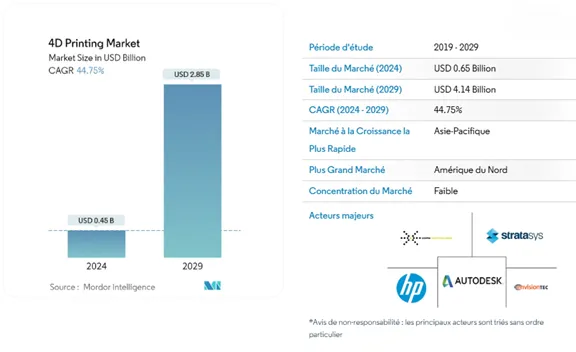 4D Printing Market
Market Size in USD Billion
CAGR 44.75%
USD 2.85 B
USD 0.45 B
2024
2029
Source : Mordor Intelligence
Période d'étude 2019 - 2029
Taille du Marché (2024) USD 0.65 Billion
Taille du Marché (2029) USD 4.14 Billion
CAGR (2024 - 2029) 44.75%
Marché à la Croissance la Asie-Pacifique
Plus Rapide
Plus Grand Marché Amérique du Nord
Concentration du Marché Faible
Acteurs majeurs
stratasys
hp
AUTODESK
envisionTEC
*Avis de non-responsabilité : les principaux acteurs sont triés sans ordre
particulier